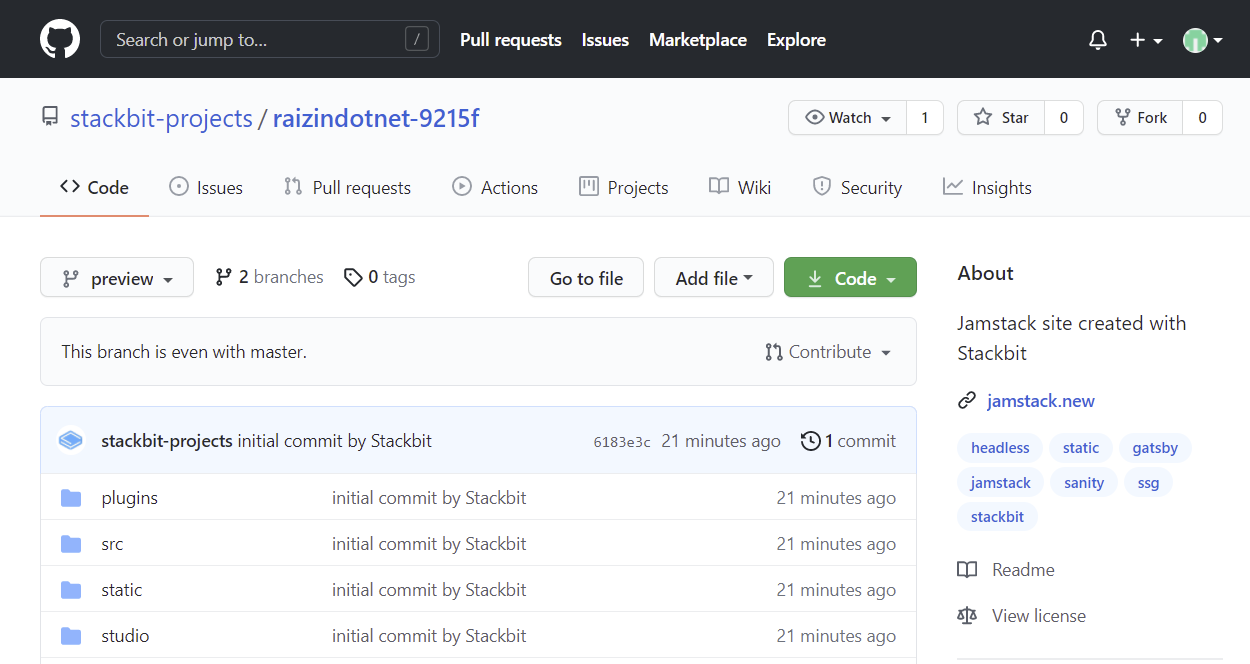 Search or jump to... / Pull requests Issues Marketplace Explore
stackbit-projects / raizindotnet-9215f Watch 1 Star 0 Fork 0
Code Issues Pull requests Actions Projects Wiki Security Insights
preview 2 branches 0 tags Go to file Add file Code
This branch is even with master. Contribute
stackbit-projects initial commit by Stackbit 6183e3c 21 minutes ago 1 commit
plugins initial commit by Stackbit 21 minutes ago
src initial commit by Stackbit 21 minutes ago
static initial commit by Stackbit 21 minutes ago
studio initial commit by Stackbit 21 minutes ago
About
Jamstack site created with
Stackbit
jamstack.new
headless static gatsby
jamstack sanity ssg
stackbit
Readme
View license